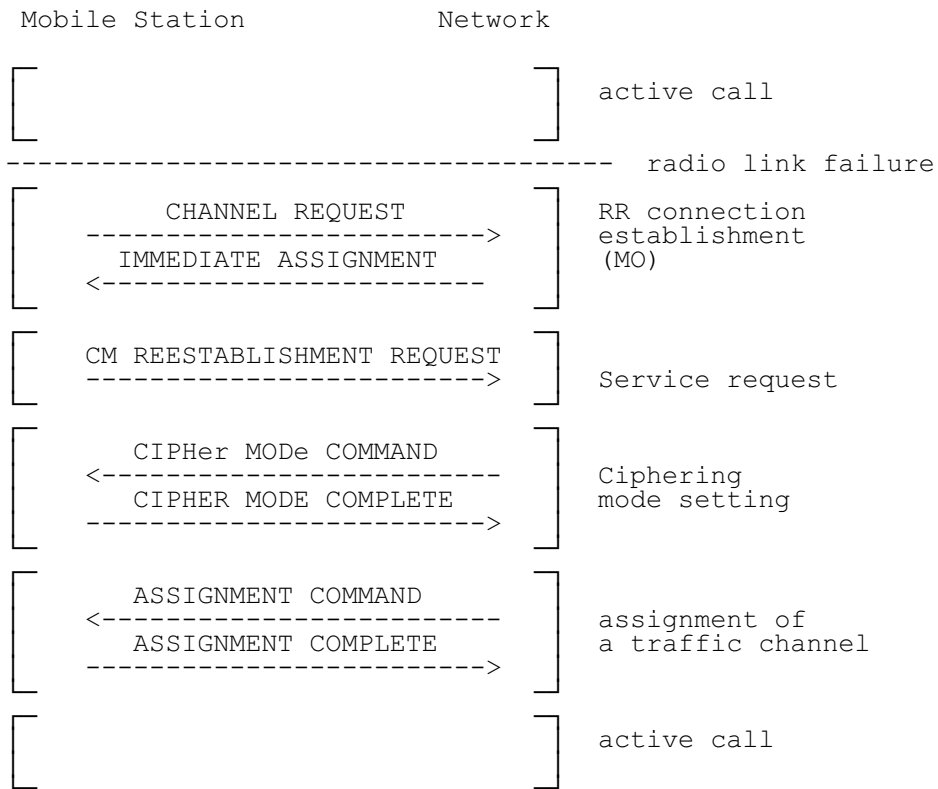 Mobile Station Network
active call
radio link failure
CHANNEL REQUEST RR connection
establishment
IMMEDIATE ASSIGNMENT (MO)
CM REESTABLISHMENT REQUEST
Service request
CIPHer MODe COMMAND
Ciphering
CIPHER MODE COMPLETE mode setting
ASSIGNMENT COMMAND
assignment of
ASSIGNMENT COMPLETE a traffic channel
active call